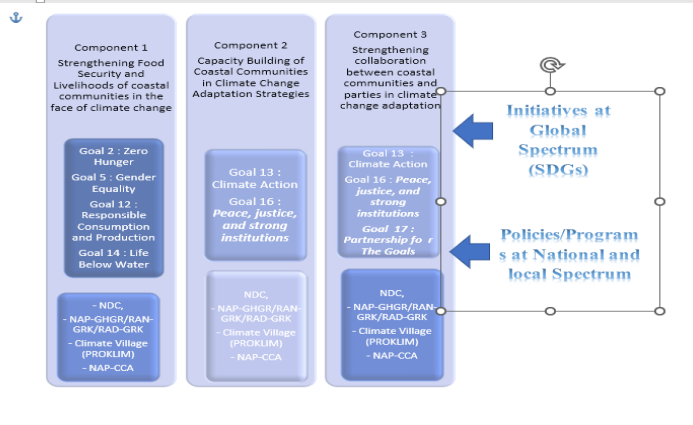 Component 1
Strengthening Food
Security and
Livelihoods of coastal
communities in the
face of climate change
Goal 2 : Zero
Hunger
Goal 5 : Gender
Equality
Goal 12 :
Responsible
Consumption
and Production
Goal 14 : Life
Below Water
- NDC,
- NAP-GHGR/RAN-
GRK/RAD-GRK
- Climate Village
(PROKLIM)
- NAP-CCA
Component 2
Capacity Building of
Coastal Communities
in Climate Change
Adaptation Strategies
Goal 13 :
Climate Action
Goal 16 :
Peace, justice,
and strong
institutions
NDC,
- NAP-GHGR/RAN-
GRK/RAD-GRK
- Climate Village
(PROKLIM)
- NAP-CCA
Component 3
Strengthening
collaboration
between coastal
communities and
parties in climate
change adaptation
Goal 13 :
Climate Action
Goal 16 : Peace,
justice, and
strong
institutions
Goal 17 :
Partnership fo r
The Goals
NDC,
- NAP-GHGR/RAN-
GRK/RAD-GRK
- Climate Village
(PROKLIM)
- NAP-CCA
Initiatives at
Global
Spectrum
(SDGs)
Policies/Program
s at National and
local Spectrum